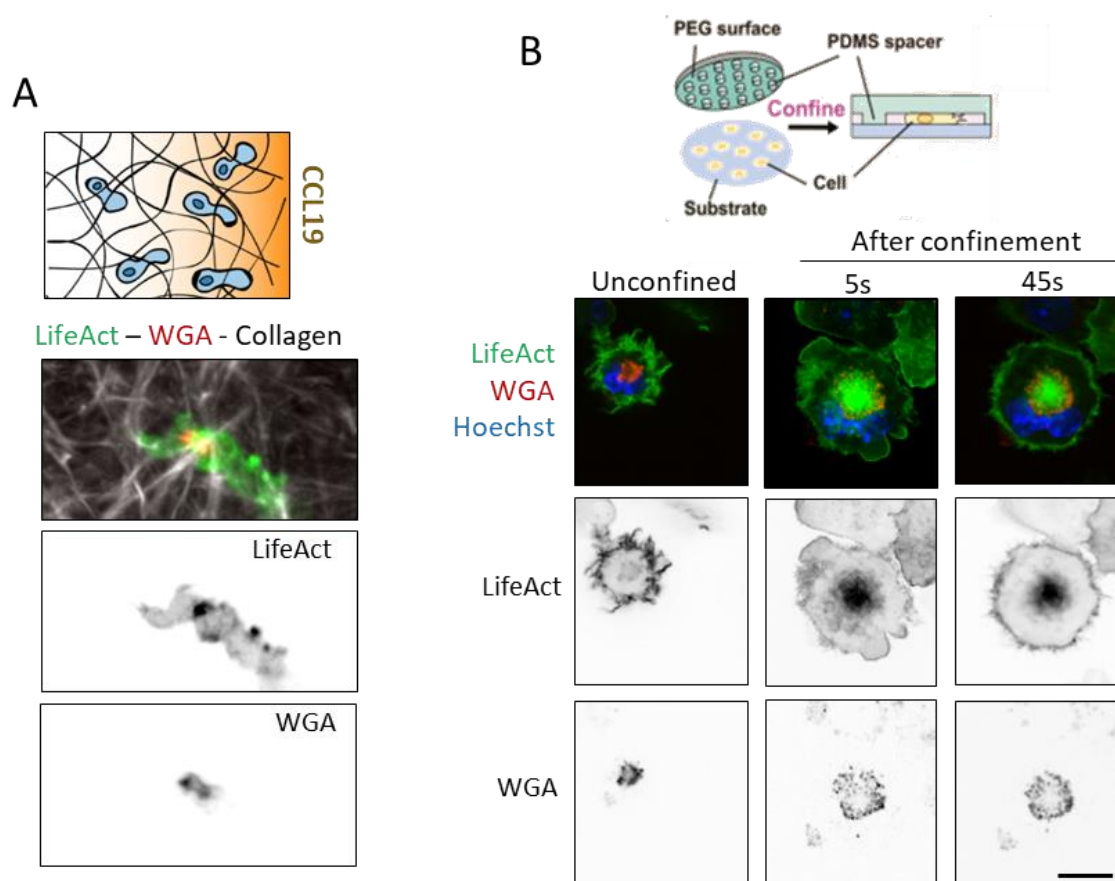 A
CCL19
LifeAct – WGA - Collagen
LifeAct
WGA
B
PEG surface
PDMS spacer
Confine
Cell
Substrate
After confinement
Unconfined
5s
45s
LifeAct
WGA
Hoechst
LifeAct
WGA